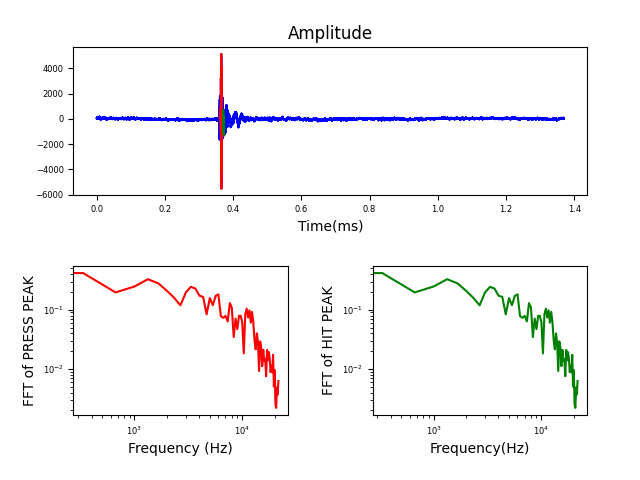 Amplitude
4000
2000
0
−2000
−4000
−6000
0.0 0.2 0.4 0.6 0.8 1.0 1.2 1.4
Time(ms)
FFT of PRESS PEAK
10⁻¹
10⁻²
10³ 10⁴
Frequency (Hz)
FFT of HIT PEAK
10⁻¹
10⁻²
10³ 10⁴
Frequency(Hz)